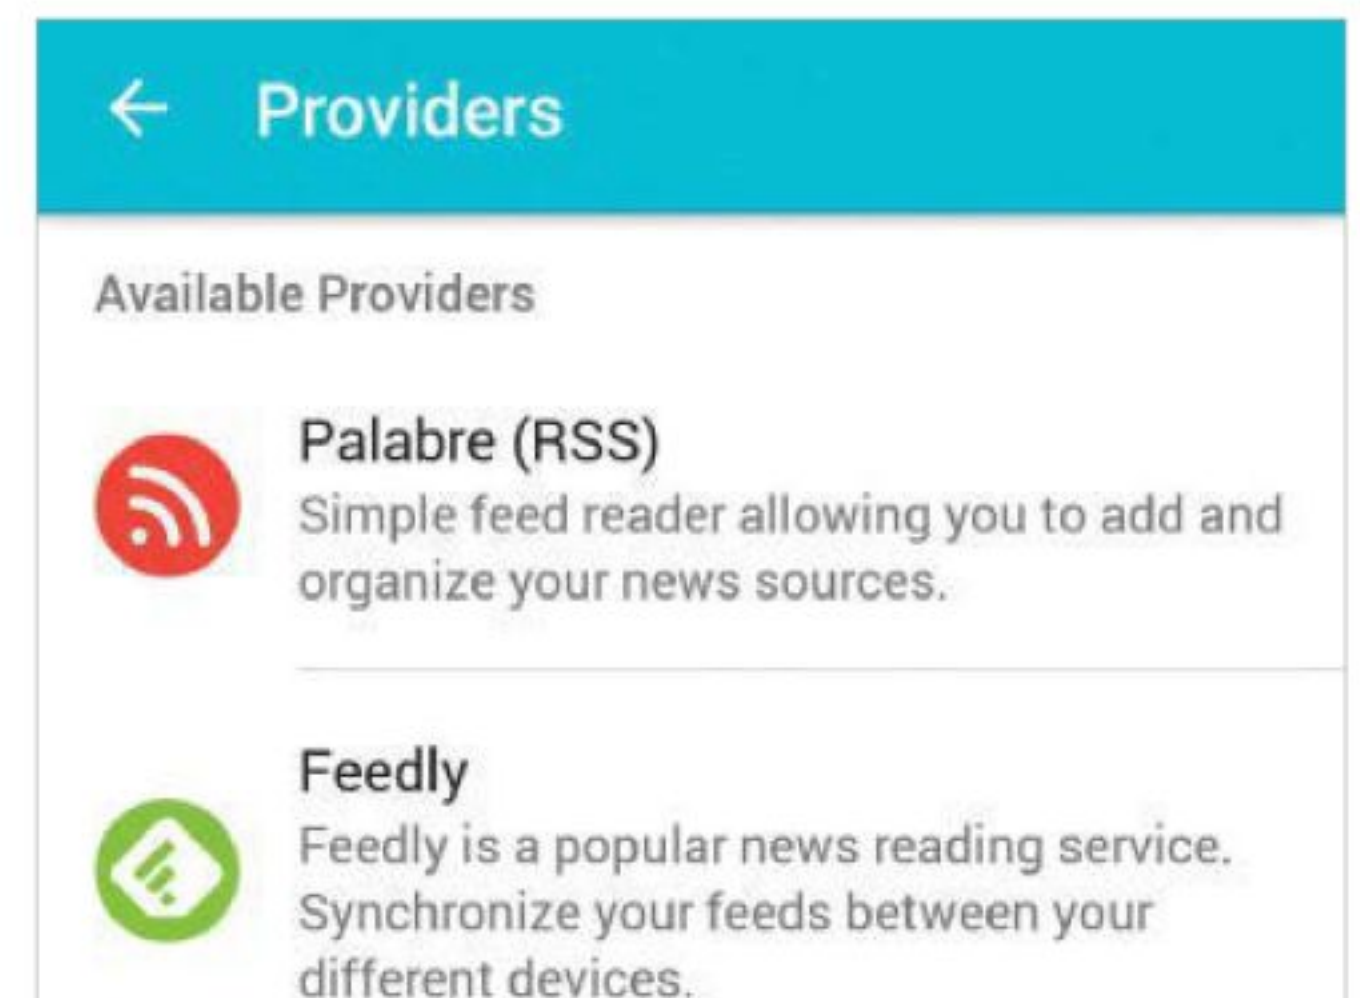 Providers
Available Providers
Palabre (RSS)
Simple feed reader allowing you to add and
organize your news sources.
Feedly
Feedly is a popular news reading service.
Synchronize your feeds between your
different devices.